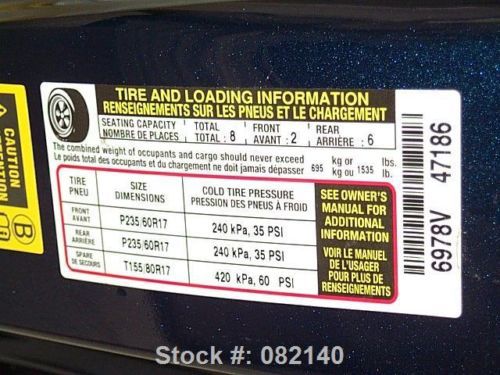 TIRE AND LOADING INFORMATION
RENSEIGNEMENTS SUR LES PNEUS ET LE CHARGEMENT
SEATING CAPACITY TOTAL FRONT REAR
NOMBRE DE PLACES TOTAL : 8 AVANT : 2 ARRIÈRE : 6
The combined weight of occupants and cargo should never exceed kg or lbs.
Le poids total des occupants et du chargement ne doit jamais dépasser 695 kg ou 1535 lb.
TIRE SIZE COLD TIRE PRESSURE
PNEU DIMENSIONS PRESSION DES PNEUS À FROID
FRONT
AVANT P235/60R17 240 kPa, 35 PSI
REAR
ARRIÈRE P235/60R17 240 kPa, 35 PSI
SPARE
DE SECOURS T155/80R17 420 kPa, 60 PSI
SEE OWNER'S
MANUAL FOR
ADDITIONAL
INFORMATION
VOIR LE MANUEL
DE L'USAGER
POUR PLUS DE
RENSEIGNEMENTS
6978V 47186
CAUTION
B
Stock #: 082140